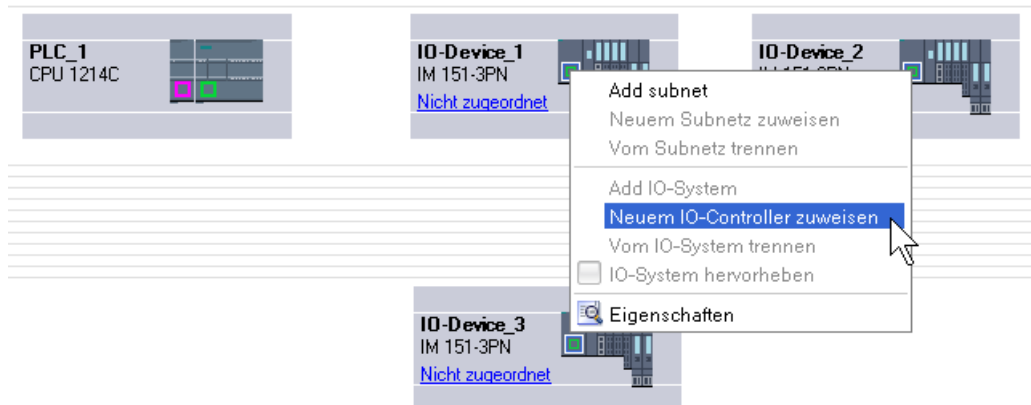 PLC_1
CPU 1214C
IO-Device_1
IM 151-3PN
Nicht zugeordnet
IO-Device_2
Add subnet
Neuem Subnetz zuweisen
Vom Subnetz trennen
Add IO-System
Neuem IO-Controller zuweisen
Vom IO-System trennen
IO-System hervorheben
Eigenschaften
IO-Device_3
IM 151-3PN
Nicht zugeordnet